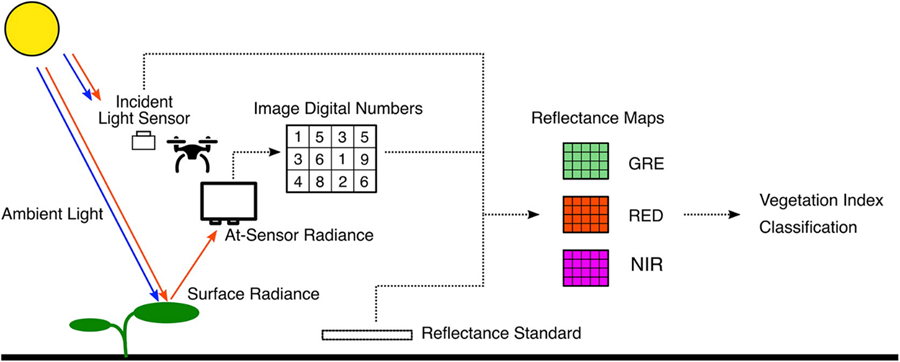 Incident
Light Sensor
Image Digital Numbers
1 5 3 5
3 6 1 9
4 8 2 6
Ambient Light
At-Sensor Radiance
Surface Radiance
Reflectance Standard
Reflectance Maps
GRE
RED
NIR
Vegetation Index
Classification